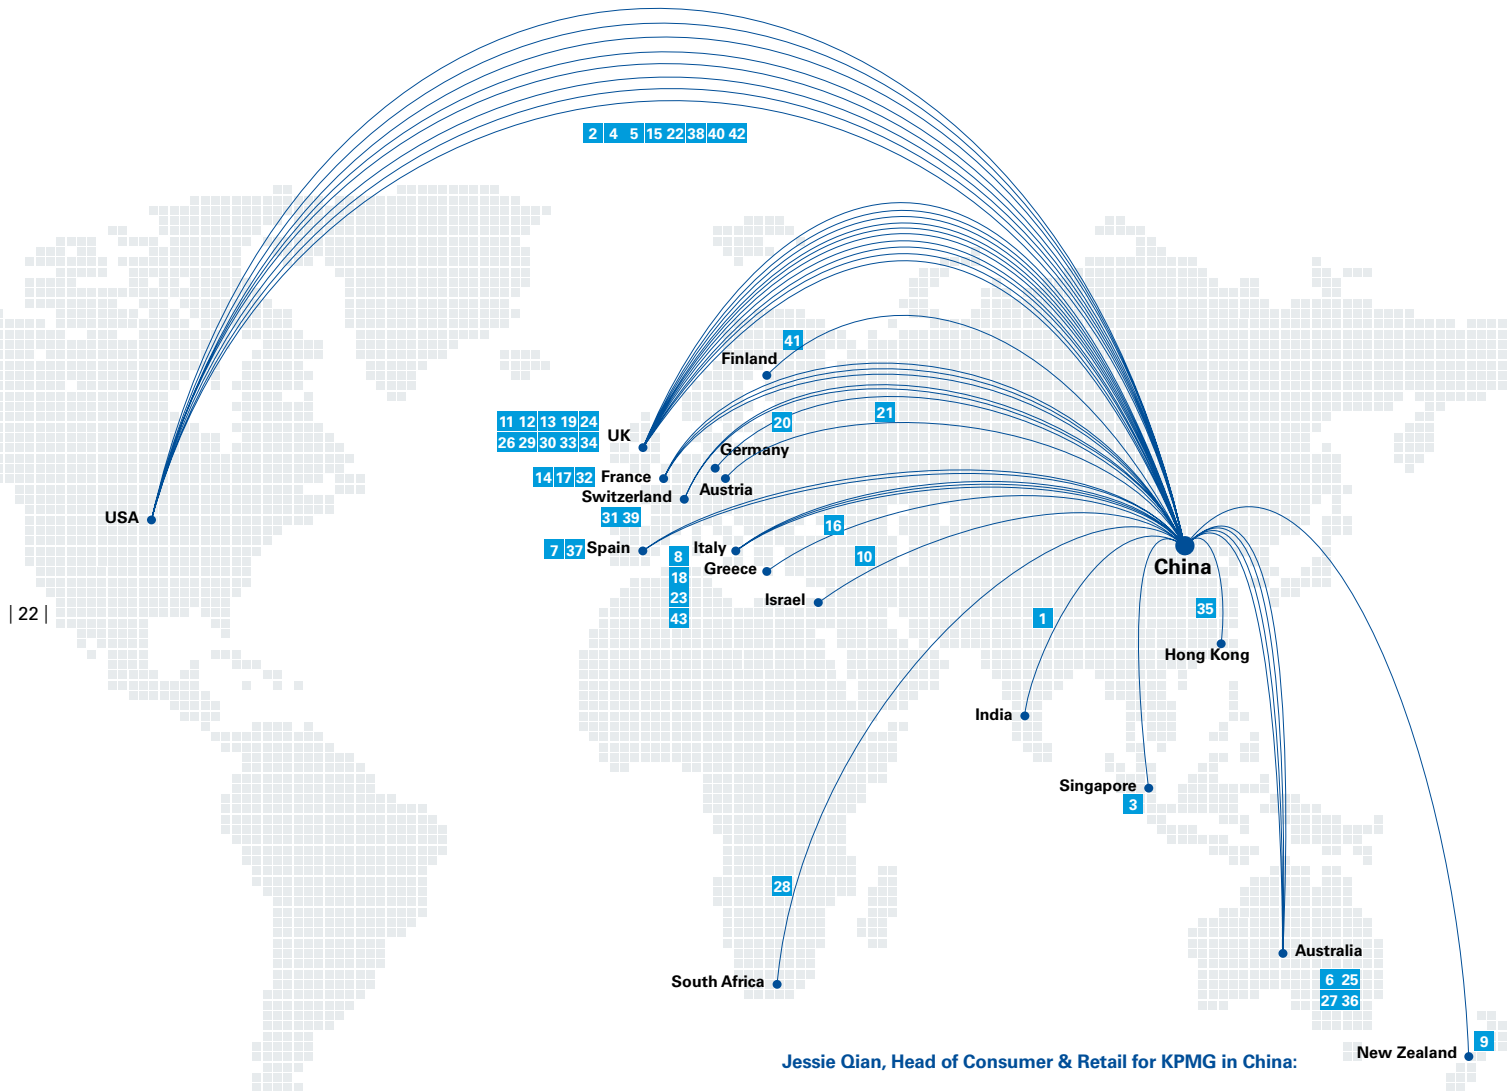 2 4 5 15 22 38 40 42
41
Finland
11 12 13 19 24
26 29 30 33 34
UK
21
20
Germany
14 17 32
France
Switzerland
Austria
31 39
USA
16
7 37
Spain
Italy
8
18
23
43
Greece
10
Israel
China
| 22 |
1
35
Hong Kong
India
Singapore
3
28
South Africa
Australia
6 25
27 36
9
New Zealand
Jessie Qian, Head of Consumer & Retail for KPMG in China: